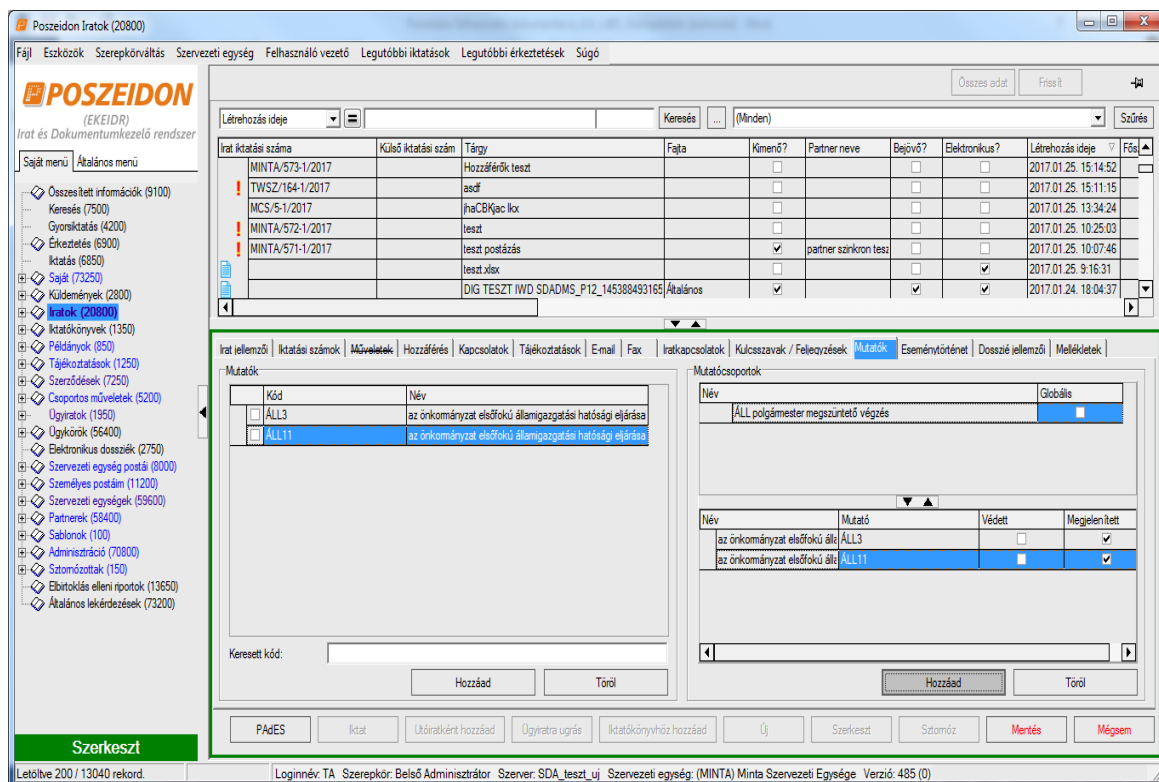 Poszeidon Iratok (20800)
Fájl Eszközök Szerepkörváltás Szervezeti egység Felhasználó vezető Legutóbbi iktatások Legutóbbi érkeztetések Súgó
POSZEIDON
(EKEIDR)
Irat és Dokumentumkezelő rendszer
Saját menü Általános menü
Összesített információk (9100)
Keresés (7500)
Gyorsiktatás (4200)
Érkeztetés (6900)
Iktatás (6850)
Saját (73250)
Küldemények (2800)
Iratok (20800)
Iktatókönyvek (1350)
Példányok (850)
Tájékoztatások (1250)
Szerződések (7250)
Csoportos műveletek (5200)
Ügyiratok (1950)
Ügykörök (56400)
Elektronikus dossziék (2750)
Szervezeti egység postái (8000)
Személyes postáim (11200)
Szervezeti egységek (59600)
Partnerek (58400)
Sablonok (100)
Adminisztráció (70800)
Sztornózottak (150)
Elbirtoklás elleni riportok (13650)
Általános lekérdezések (73200)
Szerkeszt
Összes adat Frissít
Létrehozás ideje = Keresés ... (Minden) Szűrés
Irat iktatási száma Külső iktatási szám Tárgy Fajta Kimenő? Partner neve Bejövő? Elektronikus? Létrehozás ideje Fős
MINTA/573-1/2017 Hozzáférők teszt 2017.01.25. 15:14:52
! TWSZ/164-1/2017 asdf 2017.01.25. 15:11:15
MCS/5-1/2017 jhaCBKjac lkx 2017.01.25. 13:34:24
! MINTA/572-1/2017 teszt 2017.01.25. 10:25:03
! MINTA/571-1/2017 teszt postázás partner szinkron tesz 2017.01.25. 10:07:46
teszt.xlsx 2017.01.25. 9:16:31
DIG TESZT IWD SDADMS_P12_145388493165 Általános 2017.01.24. 18:04:37
Irat jellemzői Iktatási számok Műveletek Hozzáférés Kapcsolatok Tájékoztatások E-mail Fax Iratkapcsolatok Kulcsszavak / Feljegyzések Mutatók Eseménytörténet Dosszié jellemzői Mellékletek
Mutatók
Kód Név
ÁLL3 az önkormányzat elsőfokú államigazgatási hatósági eljárása
ÁLL11 az önkormányzat elsőfokú államigazgatási hatósági eljárása
Keresett kód:
Hozzáad Töröl
Mutatócsoportok
Név Globális
ÁLL polgármester megszüntető végzés
Név Mutató Védett Megjelenített
az önkormányzat elsőfokú álla ÁLL3
az önkormányzat elsőfokú álla ÁLL11
Hozzáad Töröl
PAdES Iktat Utóiratként hozzáad Ügyiratra ugrás Iktatókönyvhöz hozzáad Új Szerkeszt Sztornóz Mentés Mégsem
Letöltve 200 / 13040 rekord. Loginnév: TA Szerepkör: Belső Adminisztrátor Szerver: SDA_teszt_uj Szervezeti egység: (MINTA) Minta Szervezeti Egysége Verzió: 485 (0)